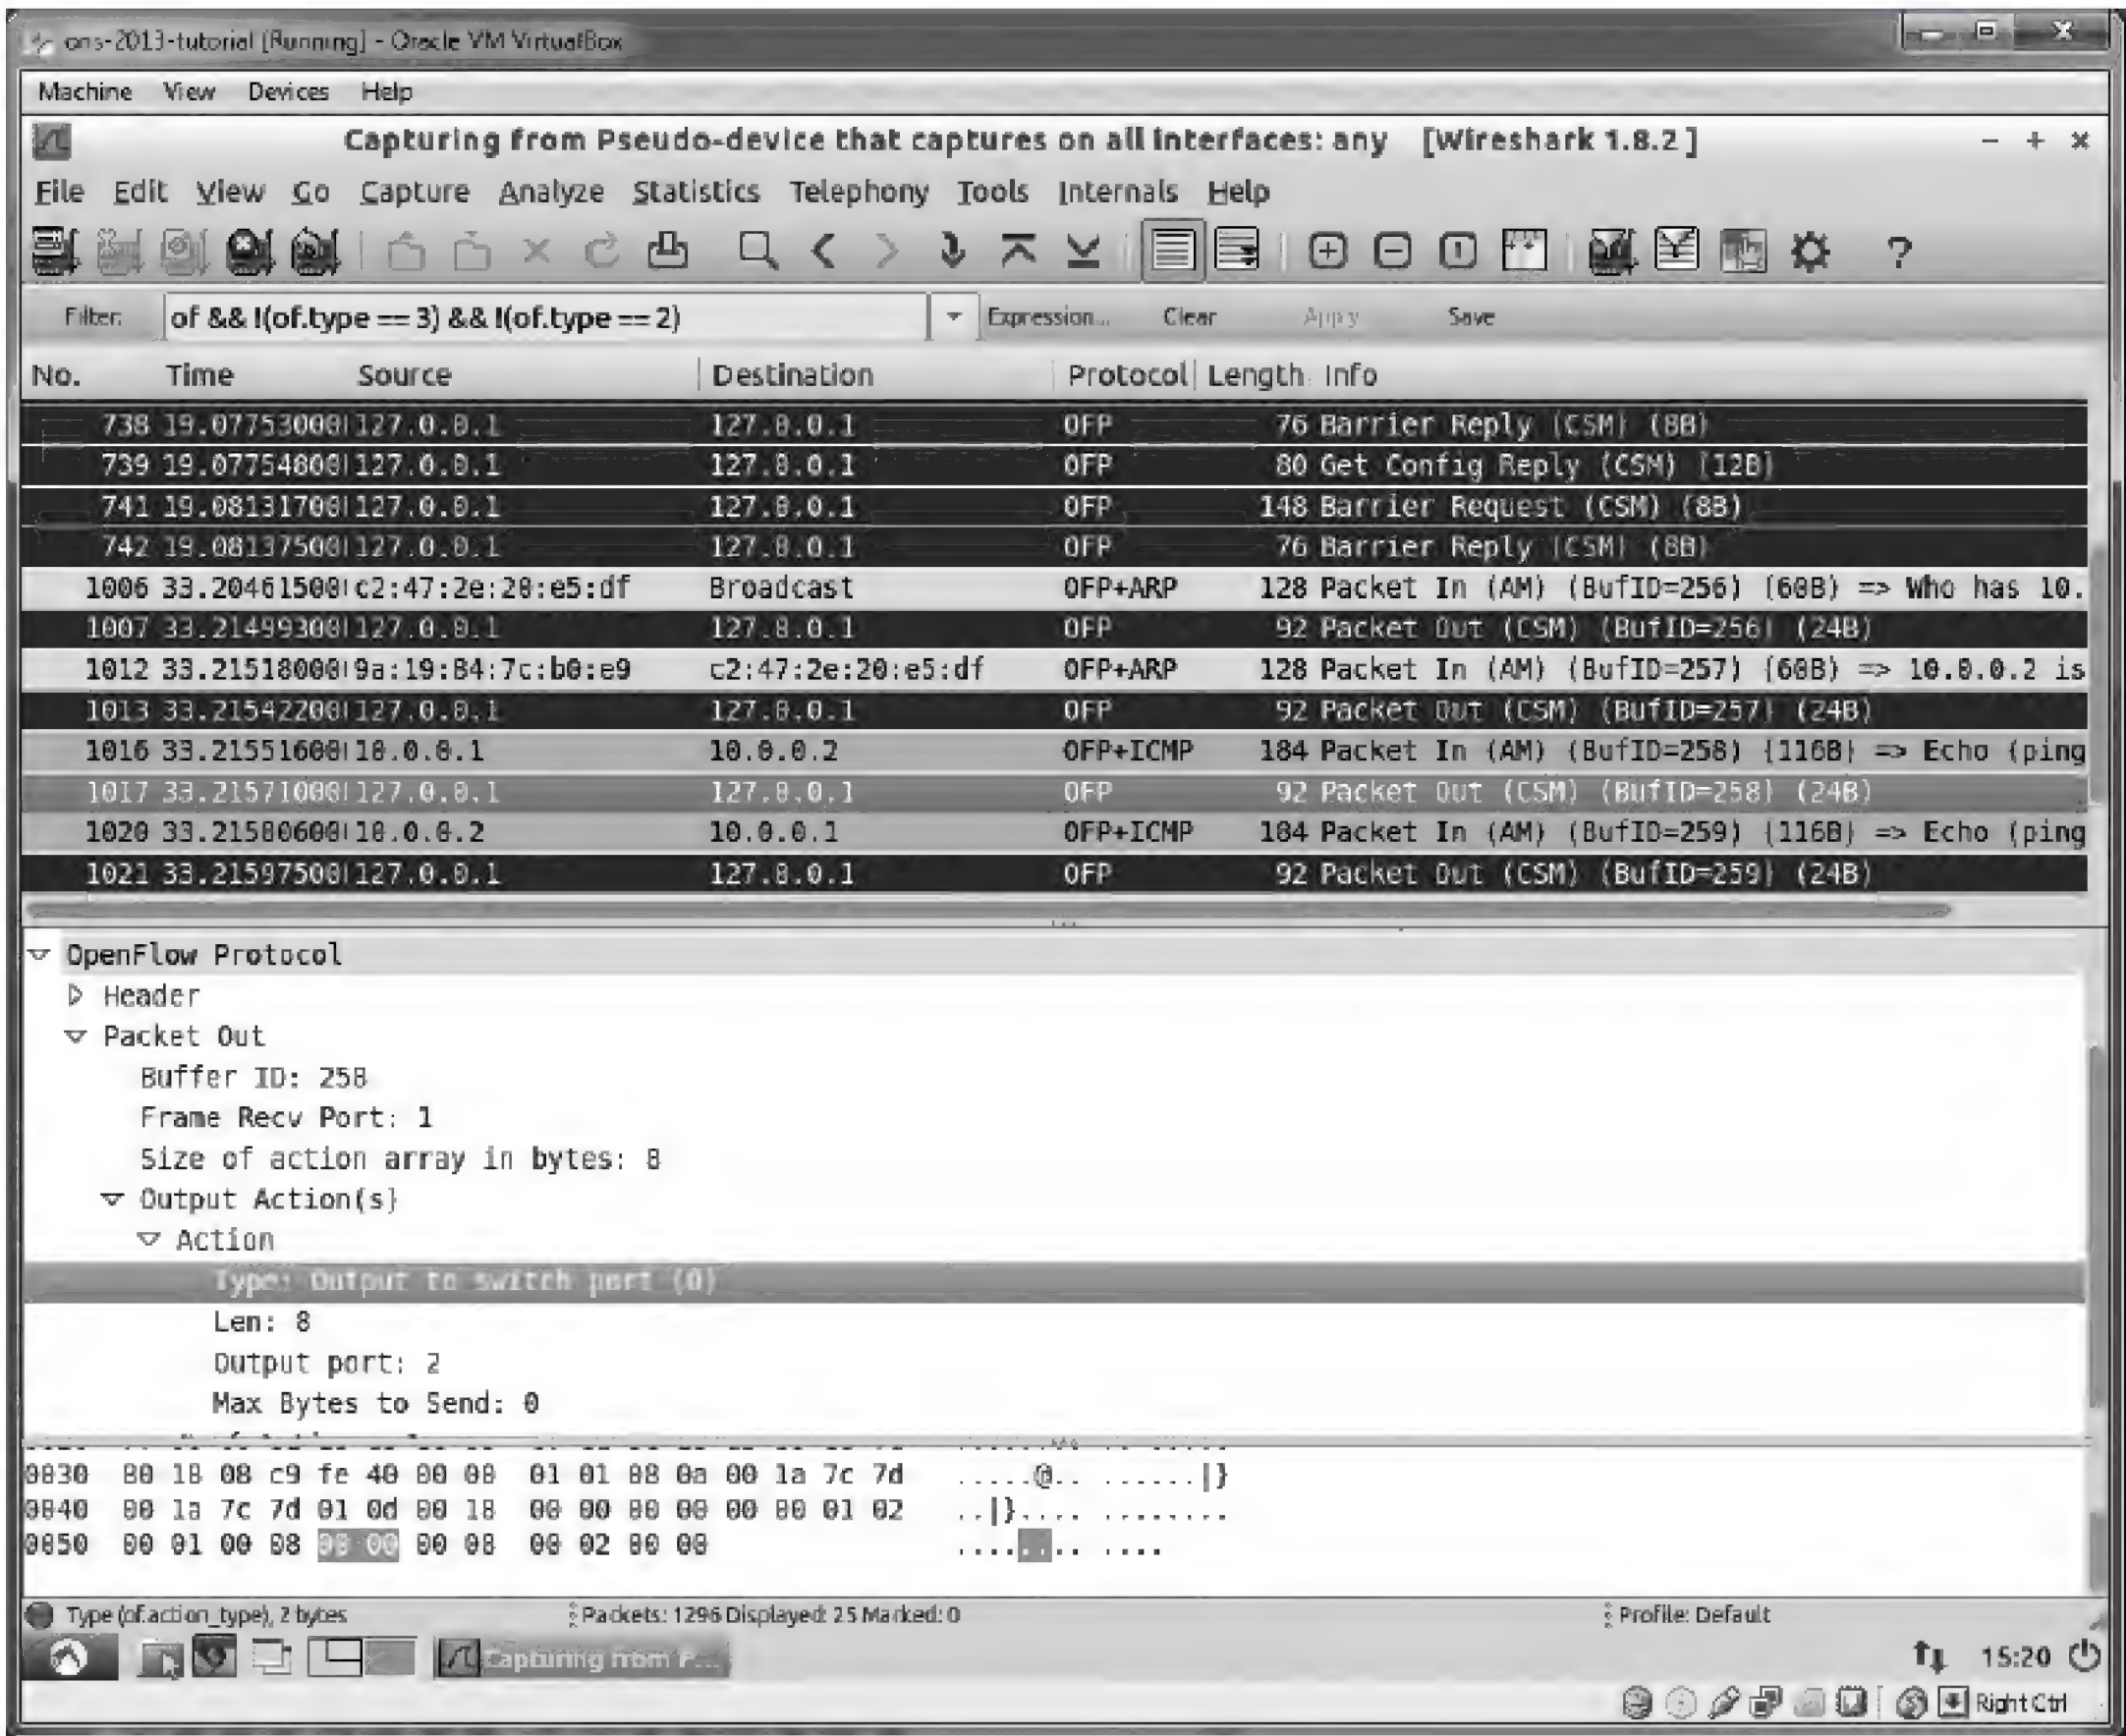 ons-2013-tutorial [Running] - Oracle VM VirtualBox
Machine View Devices Help
Capturing from Pseudo-device that captures on all interfaces: any [Wireshark 1.8.2 ]
File Edit View Go Capture Analyze Statistics Telephony Tools Internals Help
Filter: of && !(of.type == 3) && !(of.type == 2) Expression... Clear Apply Save
No. Time Source Destination Protocol Length Info
738 19.07753000 127.0.0.1 127.0.0.1 OFP 76 Barrier Reply (CSM) (8B)
739 19.07754800 127.0.0.1 127.0.0.1 OFP 80 Get Config Reply (CSM) (12B)
741 19.08131700 127.0.0.1 127.0.0.1 OFP 148 Barrier Request (CSM) (8B)
742 19.08137500 127.0.0.1 127.0.0.1 OFP 76 Barrier Reply (CSM) (8B)
1006 33.20461500 c2:47:2e:20:e5:df Broadcast OFP+ARP 128 Packet In (AM) (BufID=256) (60B) => Who has 10.
1007 33.21499300 127.0.0.1 127.0.0.1 OFP 92 Packet Out (CSM) (BufID=256) (24B)
1012 33.21518000 9a:19:84:7c:b0:e9 c2:47:2e:20:e5:df OFP+ARP 128 Packet In (AM) (BufID=257) (60B) => 10.0.0.2 is
1013 33.21542200 127.0.0.1 127.0.0.1 OFP 92 Packet Out (CSM) (BufID=257) (24B)
1016 33.21551600 10.0.0.1 10.0.0.2 OFP+ICMP 184 Packet In (AM) (BufID=258) (116B) => Echo (ping
1017 33.21571000 127.0.0.1 127.0.0.1 OFP 92 Packet Out (CSM) (BufID=258) (24B)
1020 33.21580600 10.0.0.2 10.0.0.1 OFP+ICMP 184 Packet In (AM) (BufID=259) (116B) => Echo (ping
1021 33.21597500 127.0.0.1 127.0.0.1 OFP 92 Packet Out (CSM) (BufID=259) (24B)
OpenFlow Protocol
Header
Packet Out
Buffer ID: 258
Frame Recv Port: 1
Size of action array in bytes: 8
Output Action(s)
Action
Type: Output to switch port (0)
Len: 8
Output port: 2
Max Bytes to Send: 0
0030 80 18 08 c9 fe 40 00 00 01 01 08 0a 00 1a 7c 7d .....@.. ......|}
0040 00 1a 7c 7d 01 0d 00 18 00 00 00 00 00 00 01 02 ..|}.... ........
0050 00 01 00 08 00 00 00 08 00 02 00 00 ........ ....
Type (of.action_type), 2 bytes Packets: 1296 Displayed: 25 Marked: 0 Profile: Default
Capturing from P...
15:20
Right Ctrl